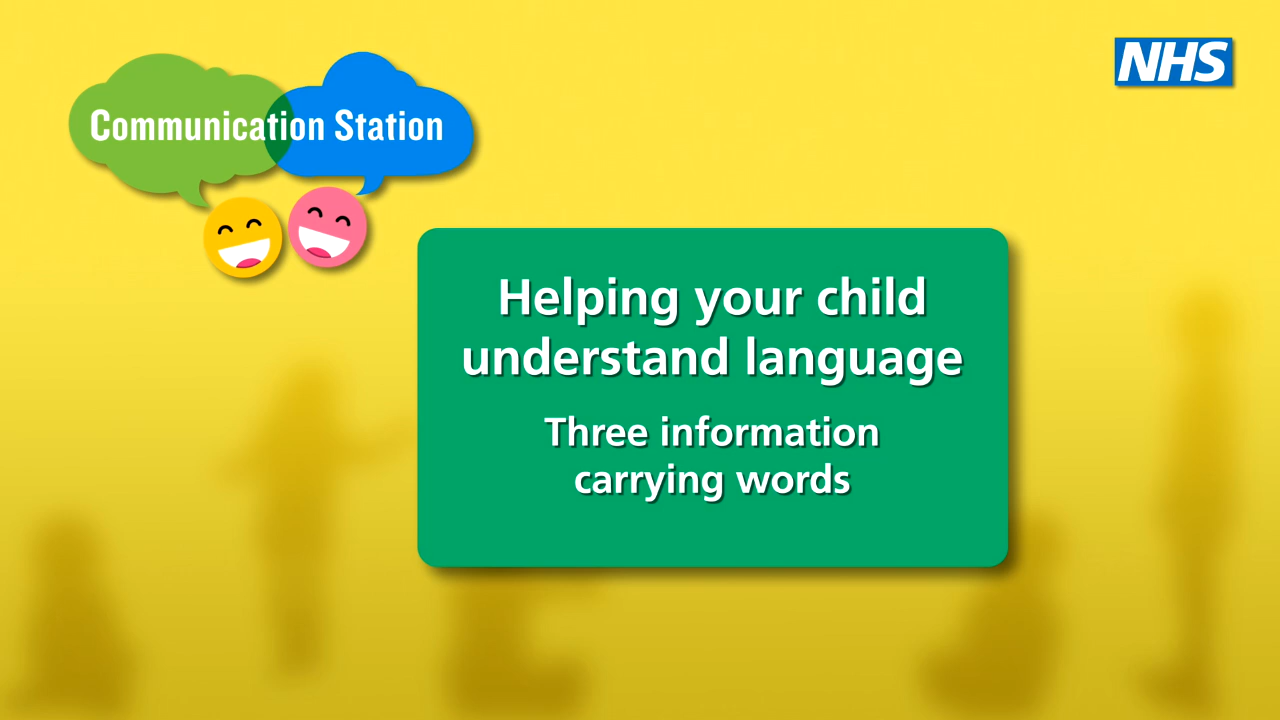 NHS
Communication Station
Helping your child
understand language
Three information
carrying words